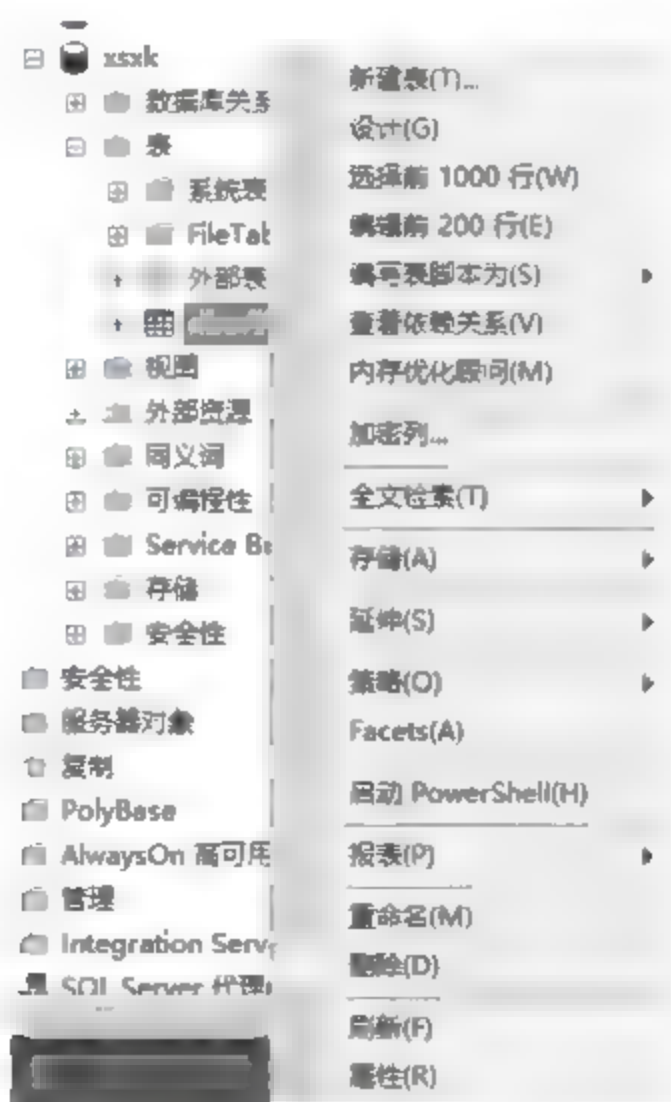 xsxk
数据库关系
表
系统表
FileTab
外部表
视图
外部资源
同义词
可编程性
Service Br
存储
安全性
安全性
服务器对象
复制
PolyBase
AlwaysOn 高可用
管理
Integration Serv
SQL Server 代理
新建表(T)...
设计(G)
选择前 1000 行(W)
编辑前 200 行(E)
编写表脚本为(S)
查看依赖关系(V)
内存优化顾问(M)
加密列...
全文检索(T)
存储(A)
延伸(S)
策略(O)
Facets(A)
启动 PowerShell(H)
报表(P)
重命名(M)
删除(D)
刷新(F)
属性(R)